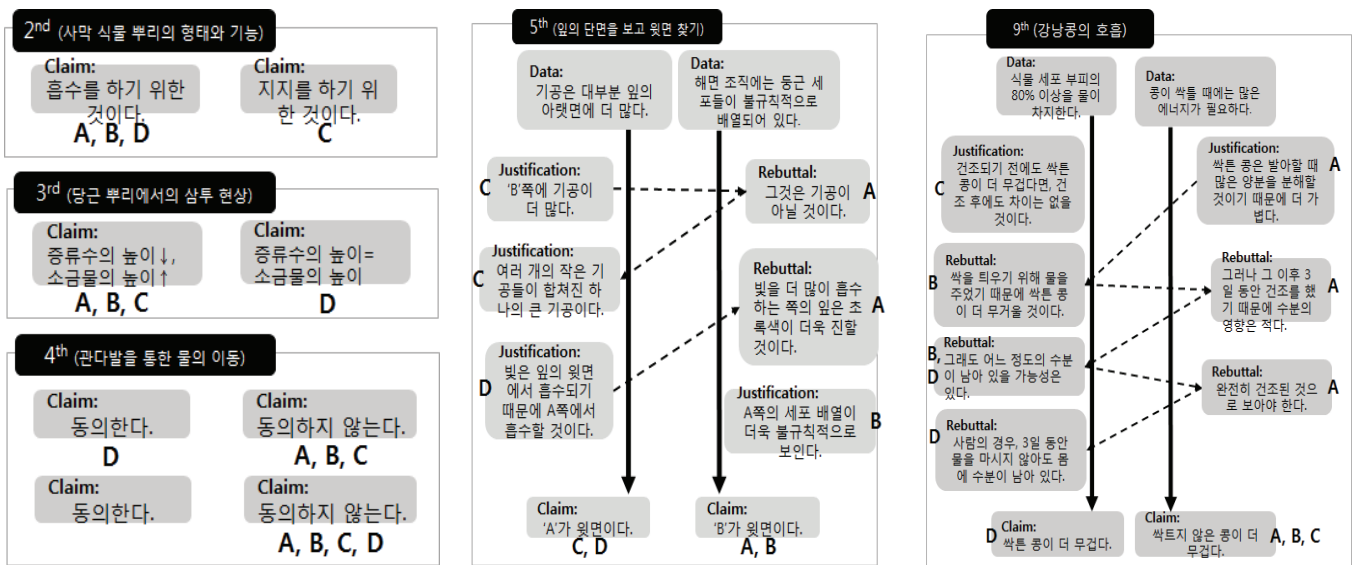 2nd (사막 식물 뿌리의 형태와 기능)
Claim:
흡수를 하기 위한
것이다.
A, B, D
Claim:
지지를 하기 위
한 것이다.
C
3rd (당근 뿌리에서의 삼투 현상)
Claim:
증류수의 높이↓,
소금물의 높이↑
A, B, C
Claim:
증류수의 높이=
소금물의 높이
D
4th (관다발을 통한 물의 이동)
Claim:
동의한다.
D
Claim:
동의하지 않는다.
A, B, C
Claim:
동의한다.
Claim:
동의하지 않는다.
A, B, C, D
5th (잎의 단면을 보고 윗면 찾기)
Data:
기공은 대부분 잎의
아랫면에 더 많다.
Data:
해면 조직에는 둥근 세
포들이 불규칙적으로
배열되어 있다.
Justification:
C
'B'쪽에 기공이
더 많다.
Rebuttal:
그것은 기공이
아닐 것이다.
A
Justification:
여러 개의 작은 기
공들이 합쳐진 하
나의 큰 기공이다.
C
Rebuttal:
빛을 더 많이 흡수
하는 쪽의 잎은 초
록색이 더욱 진할
것이다.
A
Justification:
빛은 잎의 윗면
에서 흡수되기
때문에 A쪽에서
흡수할 것이다.
D
Justification:
A쪽의 세포 배열이
더욱 불규칙적으로
보인다.
B
Claim:
'A'가 윗면이다.
C, D
Claim:
'B'가 윗면이다.
A, B
9th (강낭콩의 호흡)
Data:
식물 세포 부피의
80% 이상을 물이
차지한다.
Data:
콩이 싹틀 때에는 많은
에너지가 필요하다.
Justification:
건조되기 전에도 싹튼
콩이 더 무겁다면, 건
조 후에도 차이는 없을
것이다.
C
Justification:
싹튼 콩은 발아할 때
많은 양분을 분해할
것이기 때문에 더 가
볍다.
A
Rebuttal:
싹을 틔우기 위해 물을
주었기 때문에 싹튼 콩
이 더 무거울 것이다.
B
Rebuttal:
그러나 그 이후 3
일 동안 건조를 했
기 때문에 수분의
영향은 적다.
A
Rebuttal:
그래도 어느 정도의 수분
이 남아 있을 가능성은
있다.
B,
D
Rebuttal:
완전히 건조된 것으
로 보아야 한다.
A
Rebuttal:
사람의 경우, 3일 동안
물을 마시지 않아도 몸
에 수분이 남아 있다.
D
Claim:
싹튼 콩이 더 무겁다.
D
Claim:
싹트지 않은 콩이 더
무겁다.
A, B, C